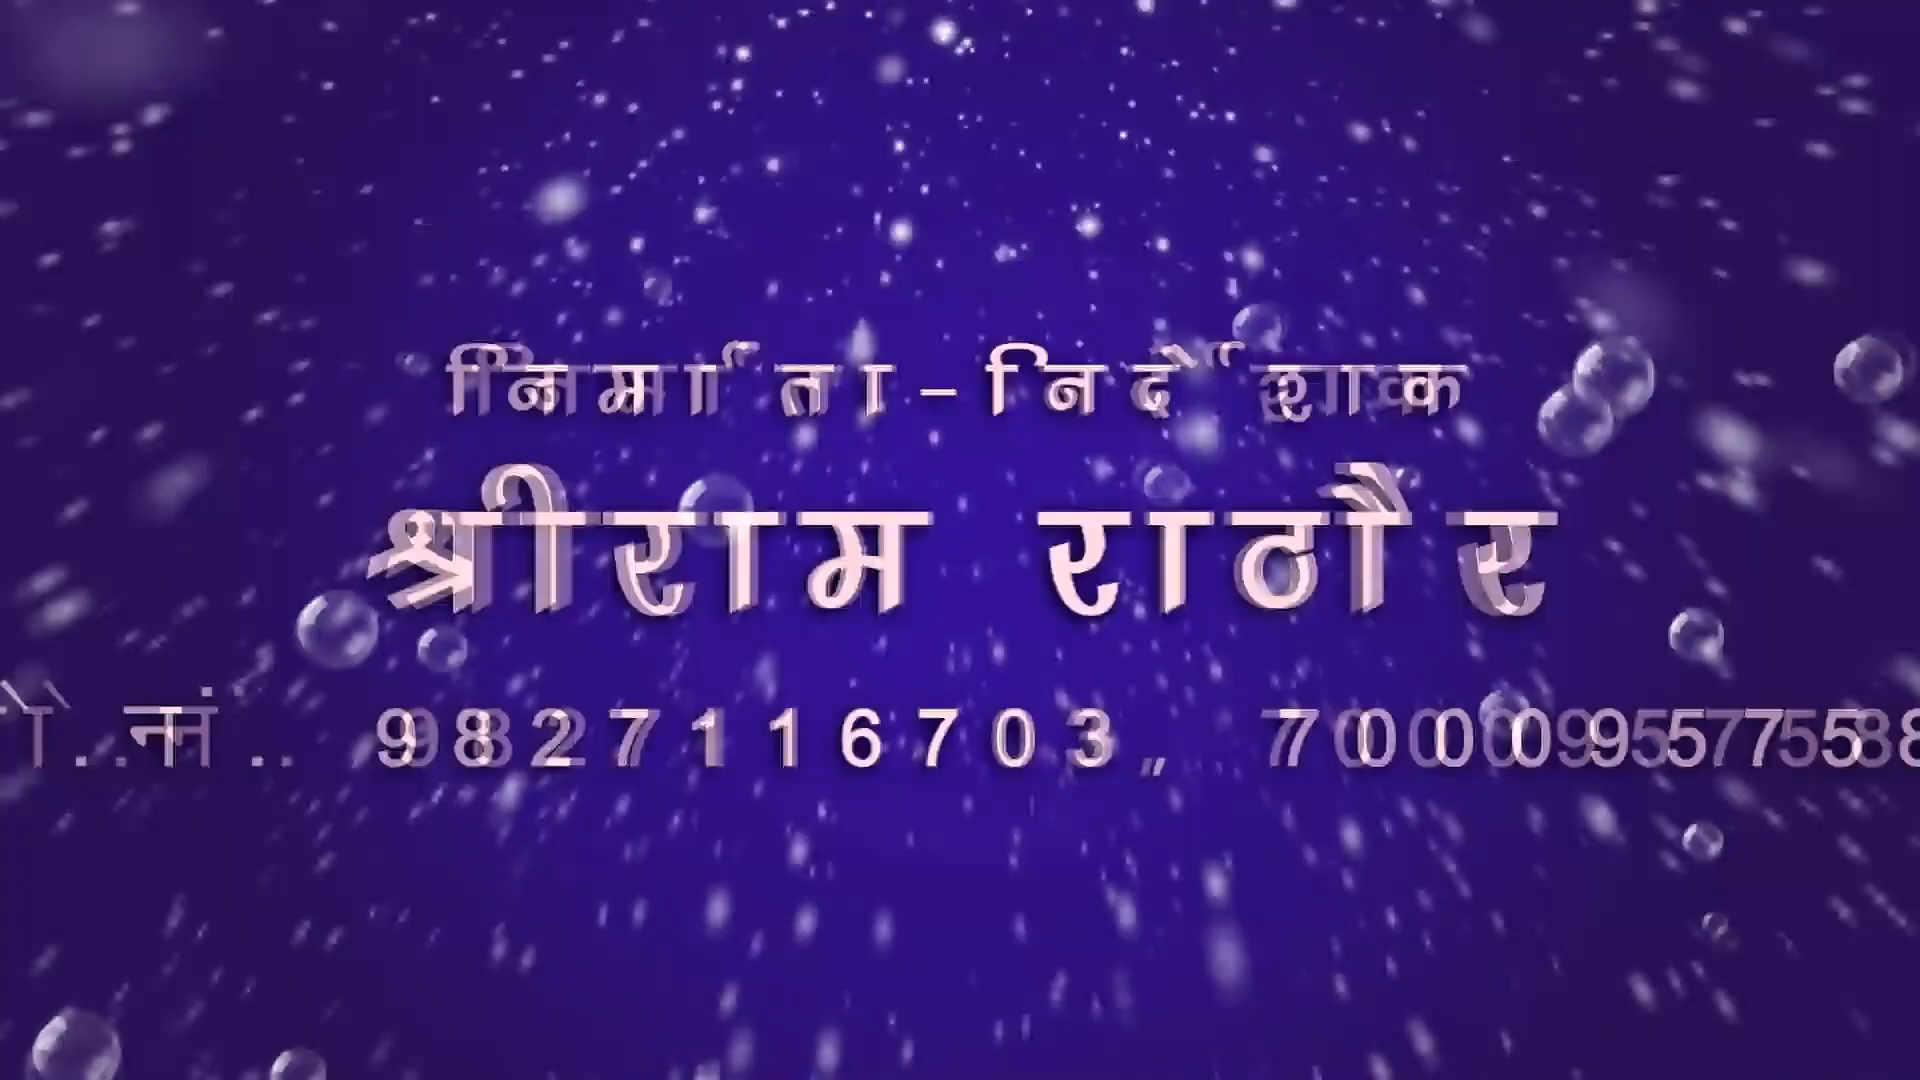 निर्माता - निर्देशक
श्रीराम राठौर
मो. नं. 9827116703,